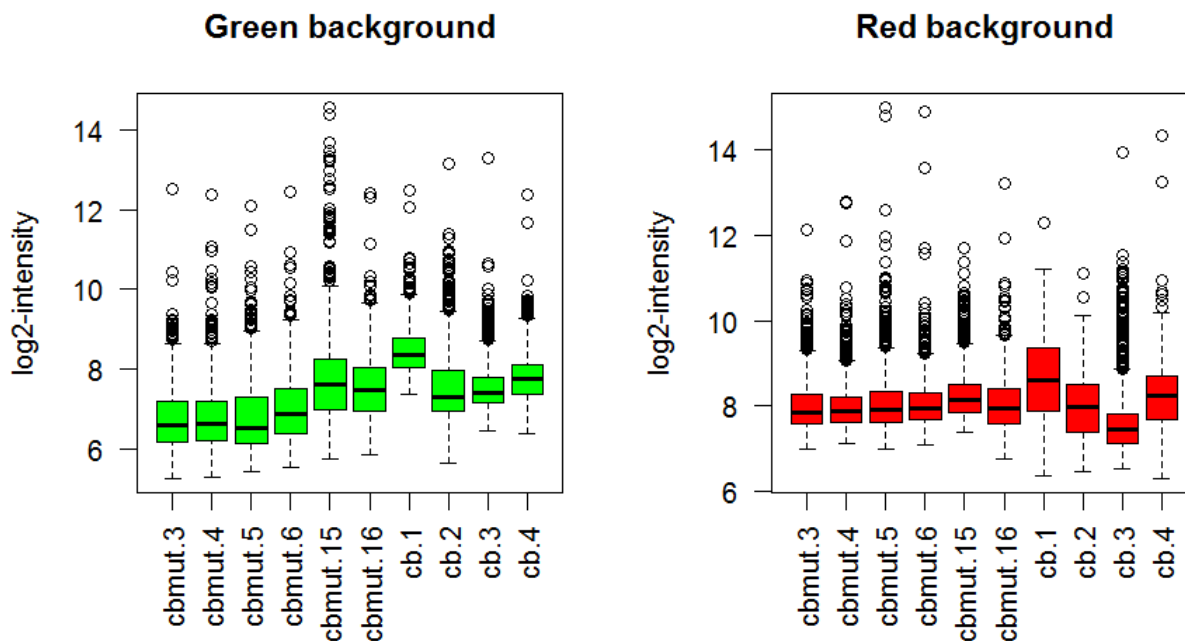 Green background
log2-intensity
14
12
10
8
6
cbmut.3
cbmut.4
cbmut.5
cbmut.6
cbmut.15
cbmut.16
cb.1
cb.2
cb.3
cb.4
Red background
log2-intensity
14
12
10
8
6
cbmut.3
cbmut.4
cbmut.5
cbmut.6
cbmut.15
cbmut.16
cb.1
cb.2
cb.3
cb.4